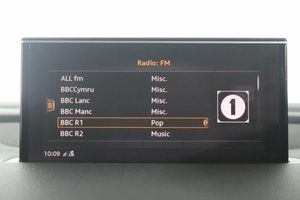 Radio: FM
ALL fm Misc.
BBCCymru Misc.
BBC Lanc Misc.
BBC Manc Misc.
BBC R1 Pop
1
BBC R2 Music
10:09